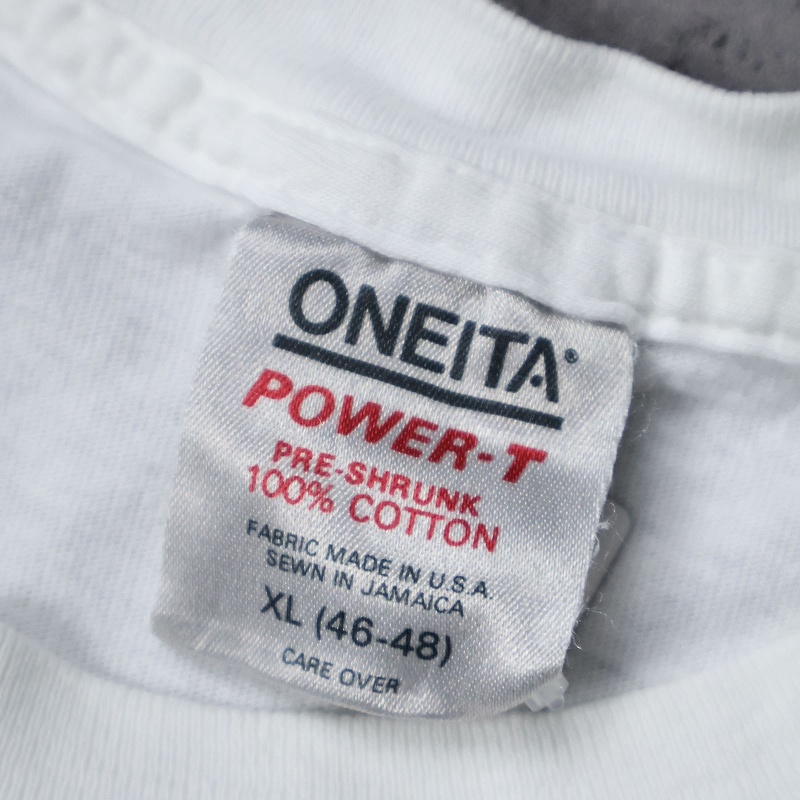 ONEITA®
POWER-T
PRE-SHRUNK
100% COTTON
FABRIC MADE IN U.S.A.
SEWN IN JAMAICA
XL (46-48)
CARE OVER